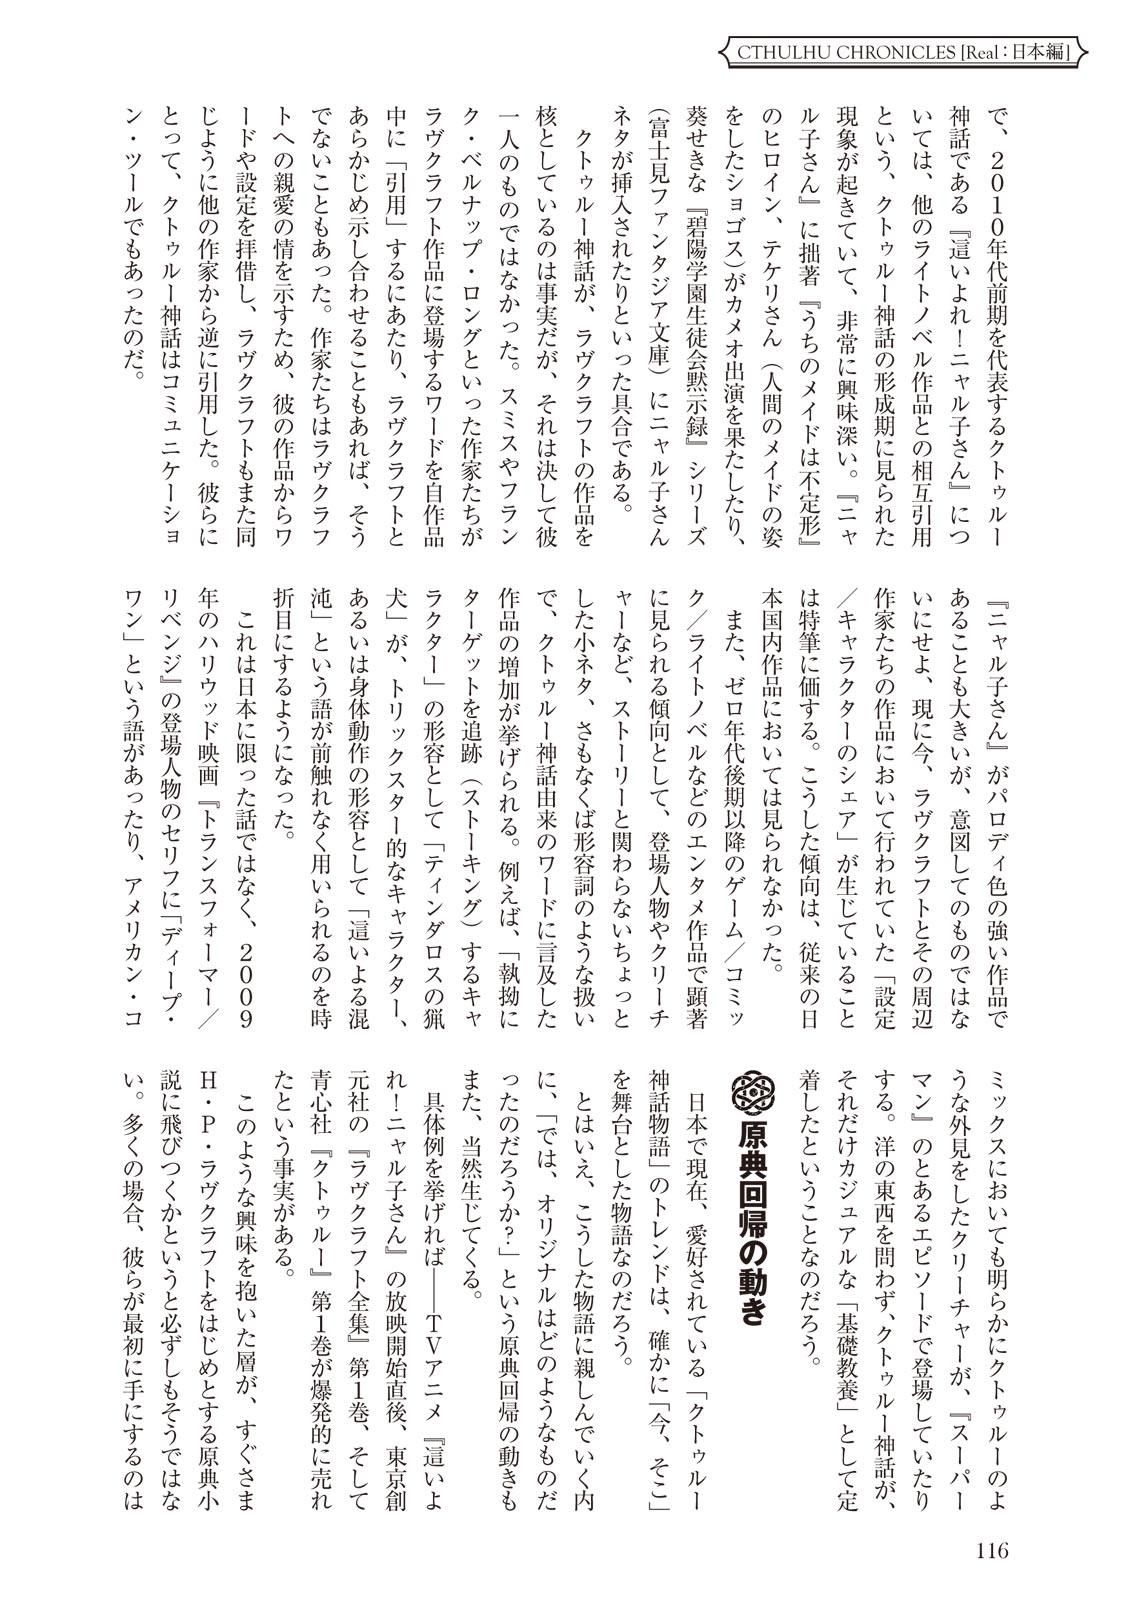 CTHULHU CHRONICLES [Real：日本編]
で、2010年代前期を代表するクトゥルー
神話である『這いよれ！ニャル子さん』につ
いては、他のライトノベル作品との相互引用
という、クトゥルー神話の形成期に見られた
現象が起きていて、非常に興味深い。『ニャ
ル子さん』に拙著『うちのメイドは不定形』
のヒロイン、テケリさん（人間のメイドの姿
をしたショゴス）がカメオ出演を果たしたり、
葵せきな『碧陽学園生徒会黙示録』シリーズ
（富士見ファンタジア文庫）にニャル子さん
ネタが挿入されたりといった具合である。
クトゥルー神話が、ラヴクラフトの作品を
核としているのは事実だが、それは決して彼
一人のものではなかった。スミスやフラン
ク・ベルナップ・ロングといった作家たちが
ラヴクラフト作品に登場するワードを自作品
中に「引用」するにあたり、ラヴクラフトと
あらかじめ示し合わせることもあれば、そう
でないこともあった。作家たちはラヴクラフ
トへの親愛の情を示すため、彼の作品からワ
ードや設定を拝借し、ラヴクラフトもまた同
じように他の作家から逆に引用した。彼らに
とって、クトゥルー神話はコミュニケーショ
ン・ツールでもあったのだ。
『ニャル子さん』がパロディ色の強い作品で
あることも大きいが、意図してのものではな
いにせよ、現に今、ラヴクラフトとその周辺
作家たちの作品において行われていた「設定
／キャラクターのシェア」が生じていること
は特筆に価する。こうした傾向は、従来の日
本国内作品においては見られなかった。
また、ゼロ年代後期以降のゲーム／コミッ
ク／ライトノベルなどのエンタメ作品で顕著
に見られる傾向として、登場人物やクリーチ
ャーなど、ストーリーと関わらないちょっと
した小ネタ、さもなくば形容詞のような扱い
で、クトゥルー神話由来のワードに言及した
作品の増加が挙げられる。例えば、「執拗に
ターゲットを追跡（ストーキング）するキャ
ラクター」の形容として「ティンダロスの猟
犬」が、トリックスター的なキャラクター、
あるいは身体動作の形容として「這いよる混
沌」という語が前触れなく用いられるのを時
折目にするようになった。
これは日本に限った話ではなく、2009
年のハリウッド映画『トランスフォーマー／
リベンジ』の登場人物のセリフに「ディープ・
ワン」という語があったり、アメリカン・コ
ミックスにおいても明らかにクトゥルーのよ
うな外見をしたクリーチャーが、『スーパー
マン』のとあるエピソードで登場していたり
する。洋の東西を問わず、クトゥルー神話が、
それだけカジュアルな「基礎教養」として定
着したということなのだろう。
原典回帰の動き
日本で現在、愛好されている「クトゥルー
神話物語」のトレンドは、確かに「今、そこ」
を舞台とした物語なのだろう。
とはいえ、こうした物語に親しんでいく内
に、「では、オリジナルはどのようなものだ
ったのだろうか？」という原典回帰の動きも
また、当然生じてくる。
具体例を挙げれば――TVアニメ『這いよ
れ！ニャル子さん』の放映開始直後、東京創
元社の『ラヴクラフト全集』第1巻、そして
青心社『クトゥルー』第1巻が爆発的に売れ
たという事実がある。
このような興味を抱いた層が、すぐさま
H・P・ラヴクラフトをはじめとする原典小
説に飛びつくかというと必ずしもそうではな
い。多くの場合、彼らが最初に手にするのは
116